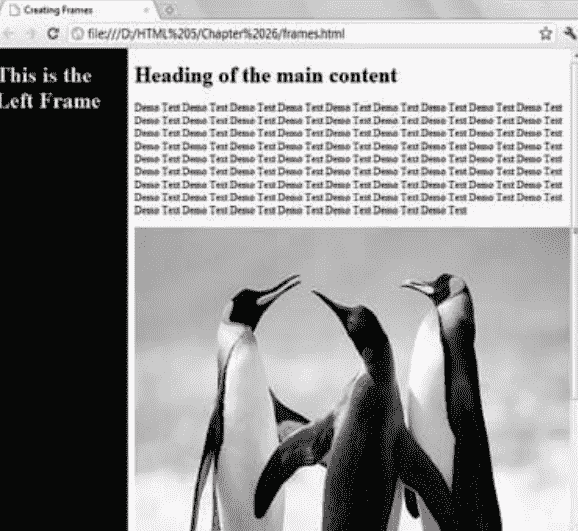 Creating Frames
file:///D:/HTML%205/Chapter%2026/frames.html
This is the
Left Frame
Heading of the main content
Demo Text Demo Text Demo Text Demo Text Demo Text Demo Text Demo Text Demo Text Demo Text
Demo Text Demo Text Demo Text Demo Text Demo Text Demo Text Demo Text Demo Text Demo Text
Demo Text Demo Text Demo Text Demo Text Demo Text Demo Text Demo Text Demo Text Demo Text
Demo Text Demo Text Demo Text Demo Text Demo Text Demo Text Demo Text Demo Text Demo Text
Demo Text Demo Text Demo Text Demo Text Demo Text Demo Text Demo Text Demo Text Demo Text
Demo Text Demo Text Demo Text Demo Text Demo Text Demo Text Demo Text Demo Text Demo Text
Demo Text Demo Text Demo Text Demo Text Demo Text Demo Text Demo Text Demo Text Demo Text
Demo Text Demo Text Demo Text Demo Text Demo Text Demo Text Demo Text Demo Text Demo Text
Demo Text Demo Text Demo Text Demo Text Demo Text Demo Text Demo Text